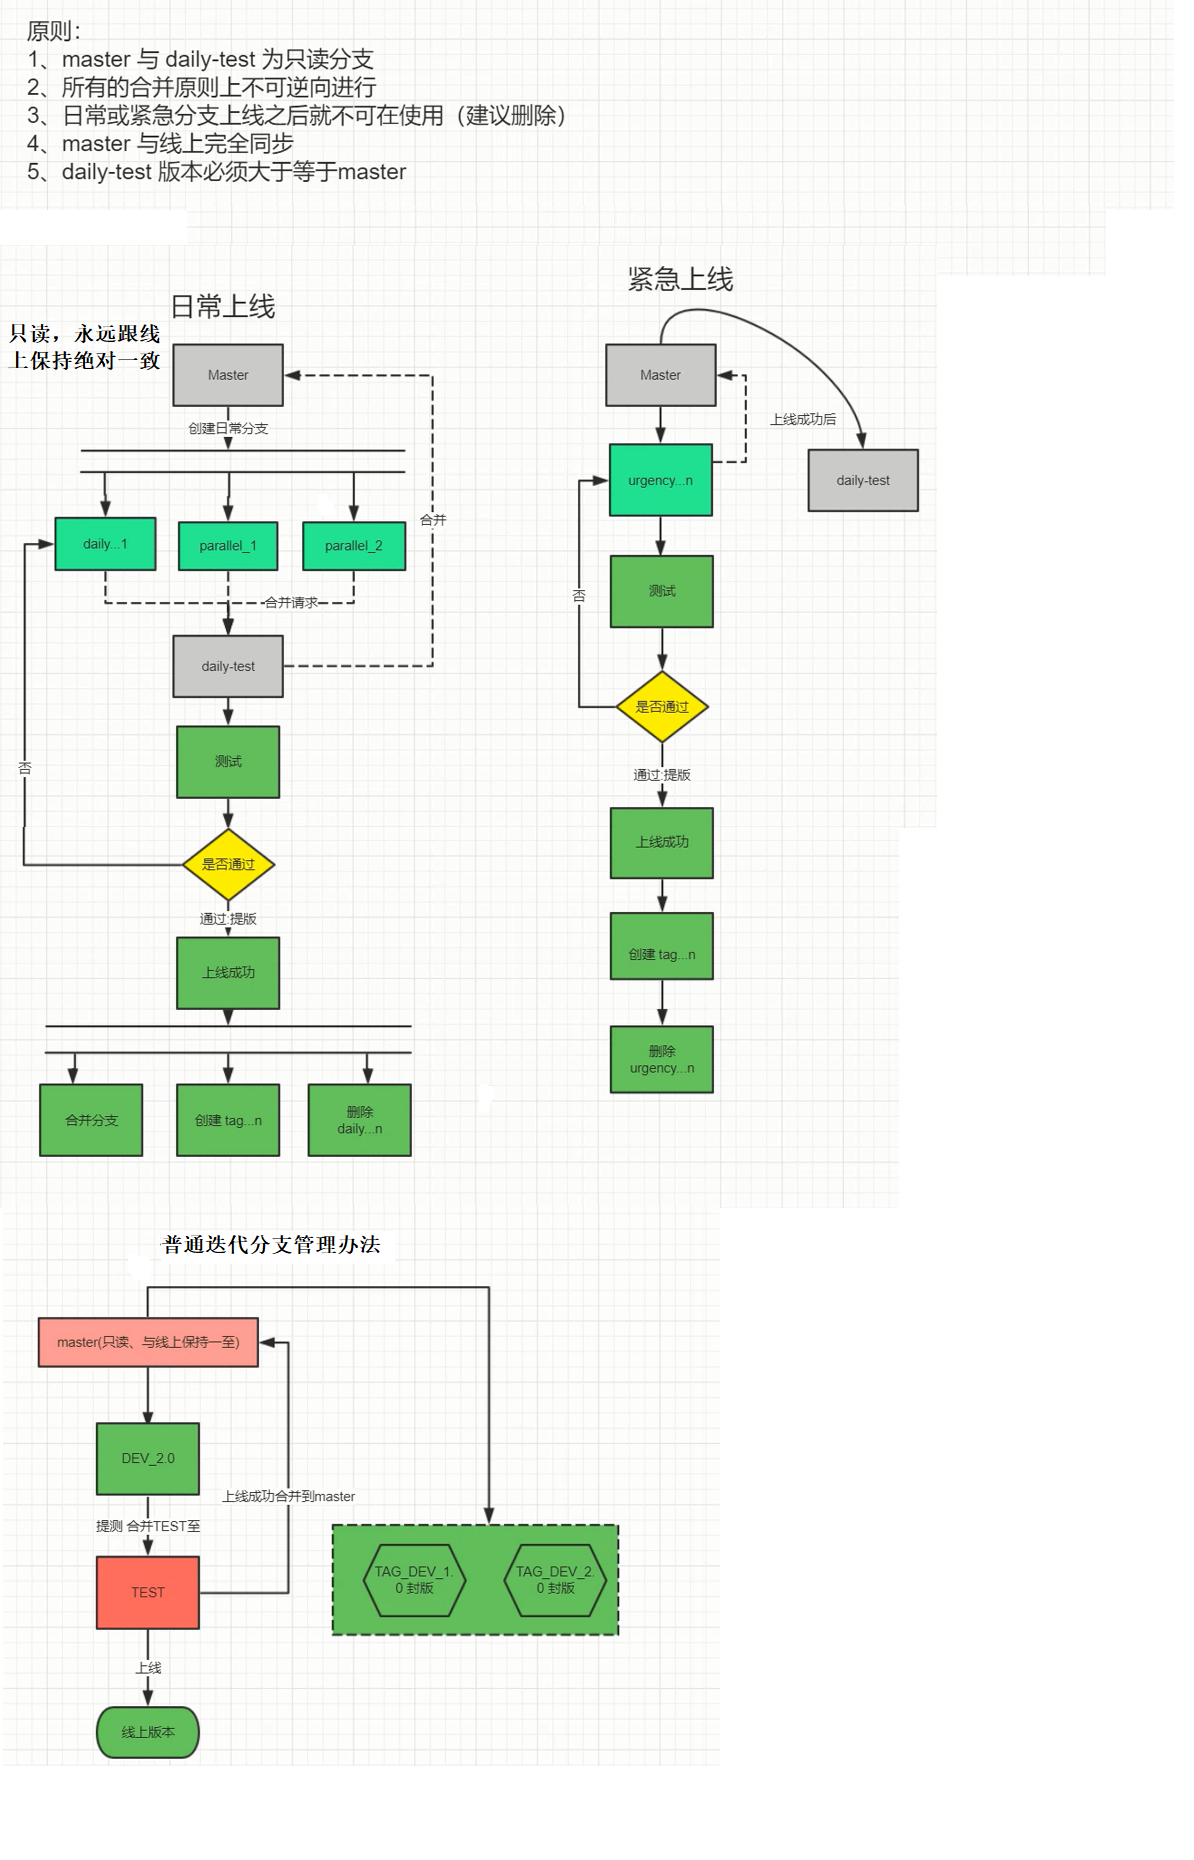 原则：
1、master 与 daily-test 为只读分支
2、所有的合并原则上不可逆向进行
3、日常或紧急分支上线之后就不可在使用（建议删除）
4、master 与线上完全同步
5、daily-test 版本必须大于等于master
日常上线
只读，永远跟线
上保持绝对一致
Master
创建日常分支
daily...1
parallel_1
parallel_2
合并
合并请求
daily-test
测试
否
是否通过
通过:提版
上线成功
合并分支
创建 tag...n
删除
daily...n
紧急上线
Master
上线成功后
daily-test
urgency...n
测试
否
是否通过
通过:提版
上线成功
创建 tag...n
删除
urgency...n
普通迭代分支管理办法
master(只读、与线上保持一至)
DEV_2.0
上线成功合并到master
提测 合并TEST至
TEST
TAG_DEV_1.
0 封版
TAG_DEV_2.
0 封版
上线
线上版本